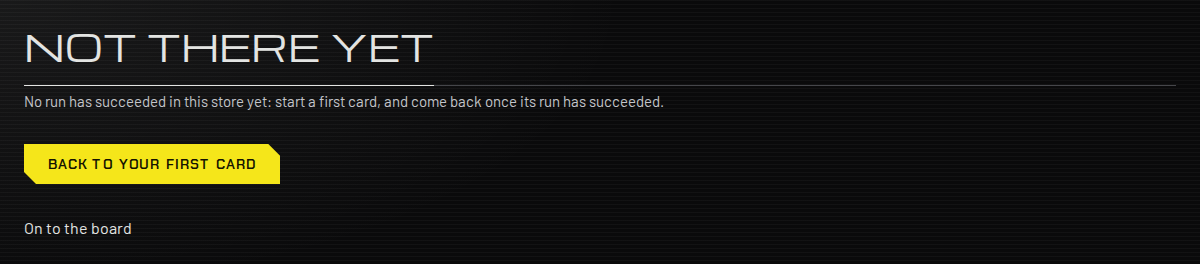 NOT THERE YET
No run has succeeded in this store yet: start a first card, and come back once its run has succeeded.
BACK TO YOUR FIRST CARD
On to the board